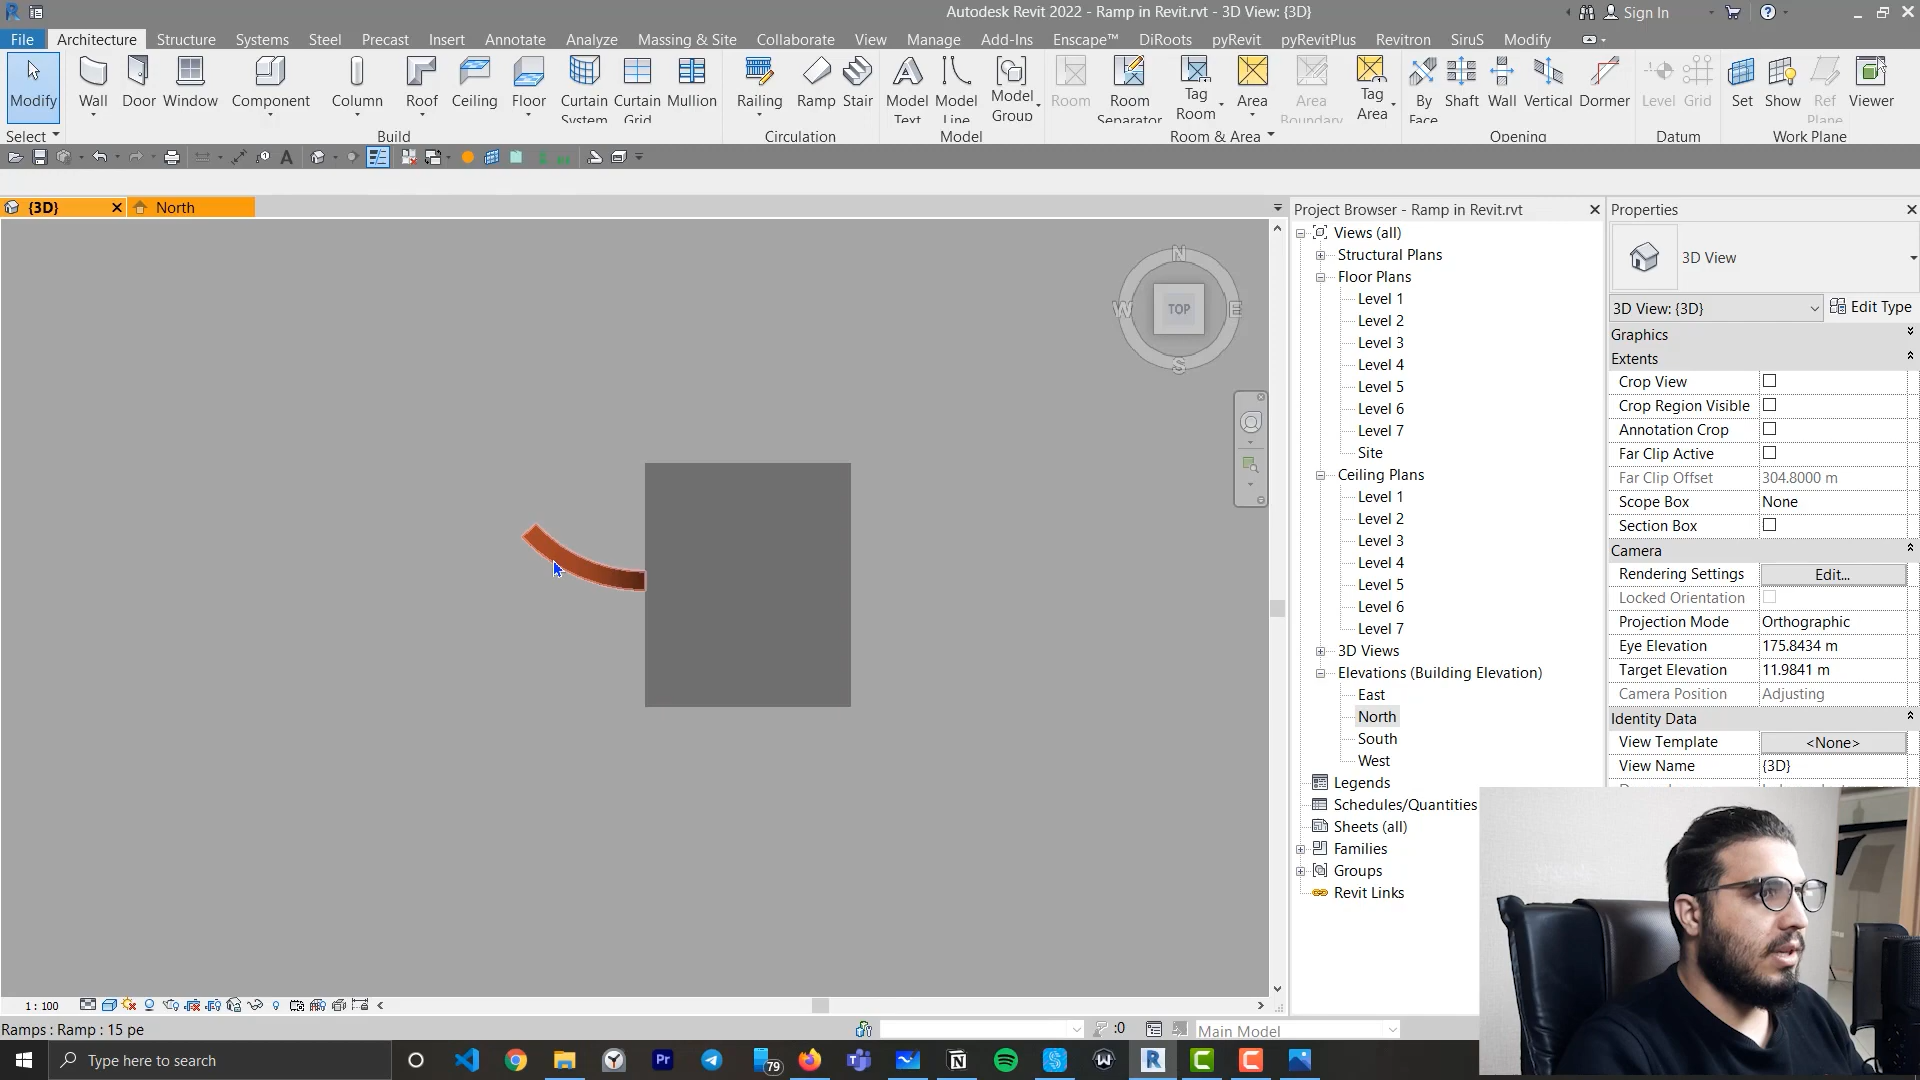 Autodesk Revit 2022 - Ramp in Revit.rvt - 3D View: {3D}
Sign In
File Architecture Structure Systems Steel Precast Insert Annotate Analyze Massing & Site Collaborate View Manage Add-Ins Enscape™ DiRoots pyRevit pyRevitPlus Revitron SiruS Modify
Modify Wall Door Window Component Column Roof Ceiling Floor Curtain System Curtain Grid Mullion Railing Ramp Stair Model Text Model Line Model Group Room Room Separator Tag Room Area Area Boundary Tag Area By Face Shaft Wall Vertical Dormer Level Grid Set Show Ref Plane Viewer
Select Build Circulation Model Room & Area Opening Datum Work Plane
{3D} North
N
W TOP E
S
Project Browser - Ramp in Revit.rvt
Views (all)
Structural Plans
Floor Plans
Level 1
Level 2
Level 3
Level 4
Level 5
Level 6
Level 7
Site
Ceiling Plans
Level 1
Level 2
Level 3
Level 4
Level 5
Level 6
Level 7
3D Views
Elevations (Building Elevation)
East
North
South
West
Legends
Schedules/Quantities
Sheets (all)
Families
Groups
Revit Links
Properties
3D View
3D View: {3D} Edit Type
Graphics
Extents
Crop View
Crop Region Visible
Annotation Crop
Far Clip Active
Far Clip Offset 304.8000 m
Scope Box None
Section Box
Camera
Rendering Settings Edit...
Locked Orientation
Projection Mode Orthographic
Eye Elevation 175.8434 m
Target Elevation 11.9841 m
Camera Position Adjusting
Identity Data
View Template <None>
View Name {3D}
1 : 100
Ramps : Ramp : 15 pe
:0
Main Model
Type here to search
Pr
79